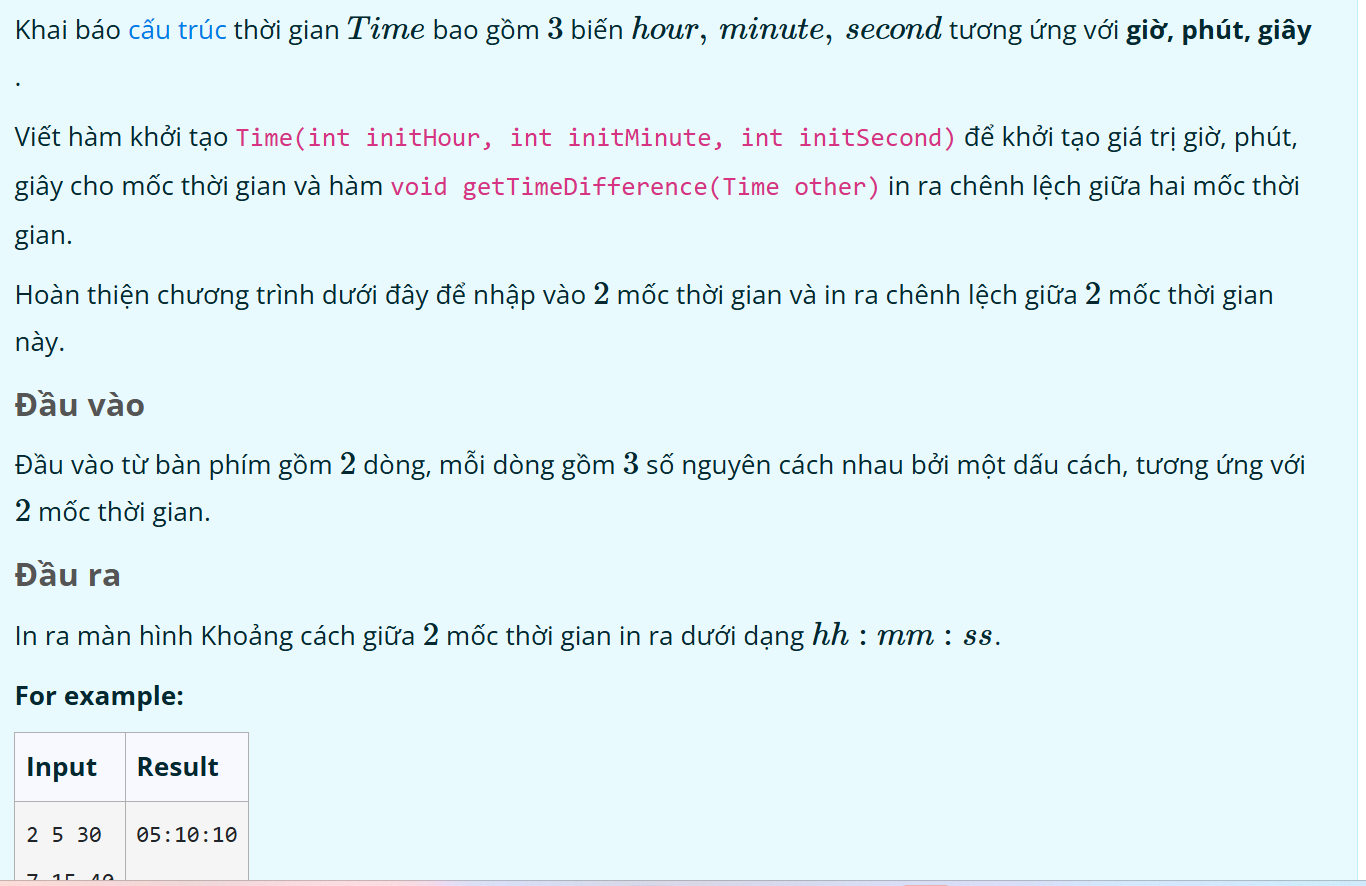 Khai báo cấu trúc thời gian Time bao gồm 3 biến hour, minute, second tương ứng với giờ, phút, giây
.
Viết hàm khởi tạo Time(int initHour, int initMinute, int initSecond) để khởi tạo giá trị giờ, phút,
giây cho mốc thời gian và hàm void getTimeDifference(Time other) in ra chênh lệch giữa hai mốc thời
gian.
Hoàn thiện chương trình dưới đây để nhập vào 2 mốc thời gian và in ra chênh lệch giữa 2 mốc thời gian
này.
Đầu vào
Đầu vào từ bàn phím gồm 2 dòng, mỗi dòng gồm 3 số nguyên cách nhau bởi một dấu cách, tương ứng với
2 mốc thời gian.
Đầu ra
In ra màn hình Khoảng cách giữa 2 mốc thời gian in ra dưới dạng hh : mm : ss.
For example:
Input Result
2 5 30 05:10:10
7 15 40